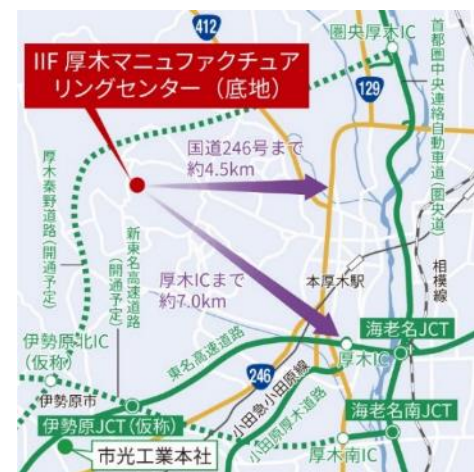 412
圏央厚木IC
IIF 厚木マニュファクチュア
リングセンター（底地）
129
首都圏中央連絡自動車道(圏央道)
国道246号まで
約4.5km
厚木秦野道路(開通予定)
新東名高速道路
(開通予定)
厚木ICまで
約7.0km
本厚木駅
相模線
伊勢原北IC
(仮称)
東名高速道路
海老名JCT
厚木IC
246
小田急小田原線
伊勢原市
小田原厚木道路
海老名南JCT
伊勢原JCT(仮称)
厚木南IC
市光工業本社